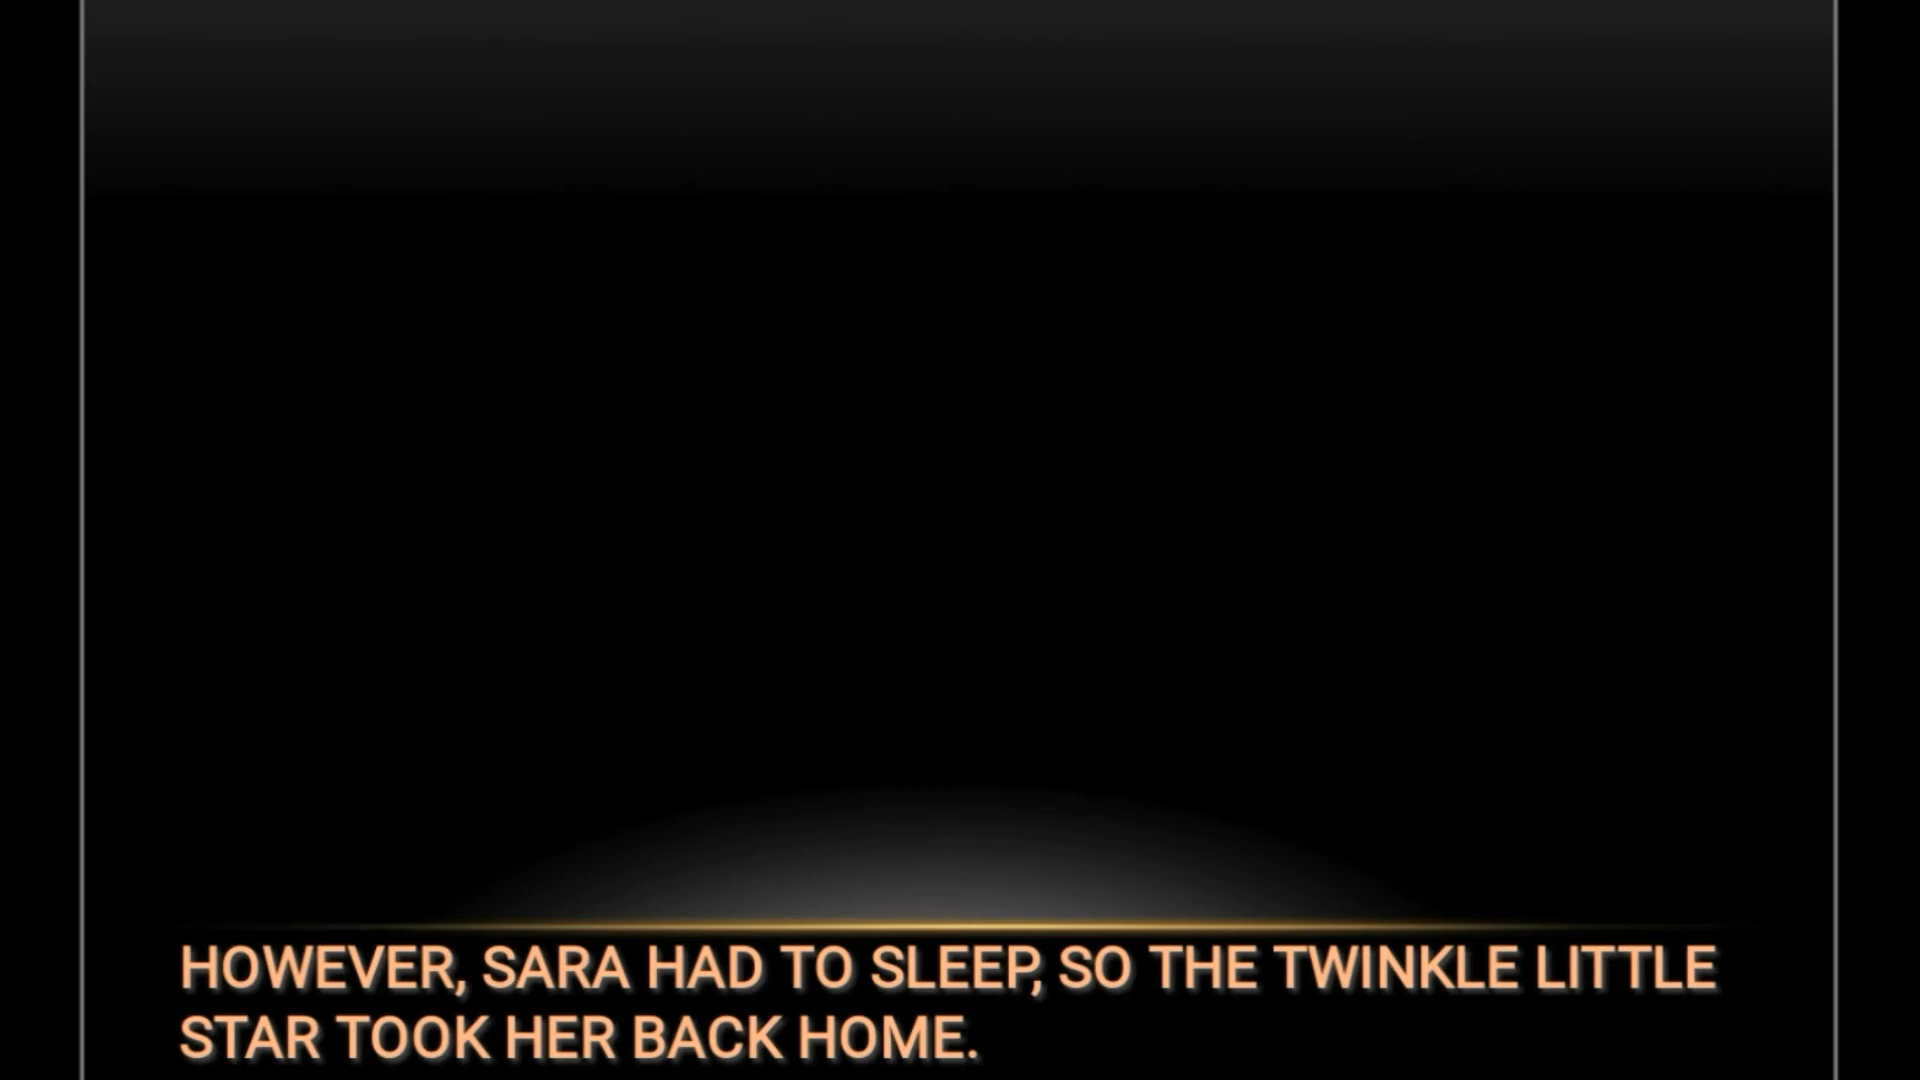 HOWEVER, SARA HAD TO SLEEP, SO THE TWINKLE LITTLE
STAR TOOK HER BACK HOME.